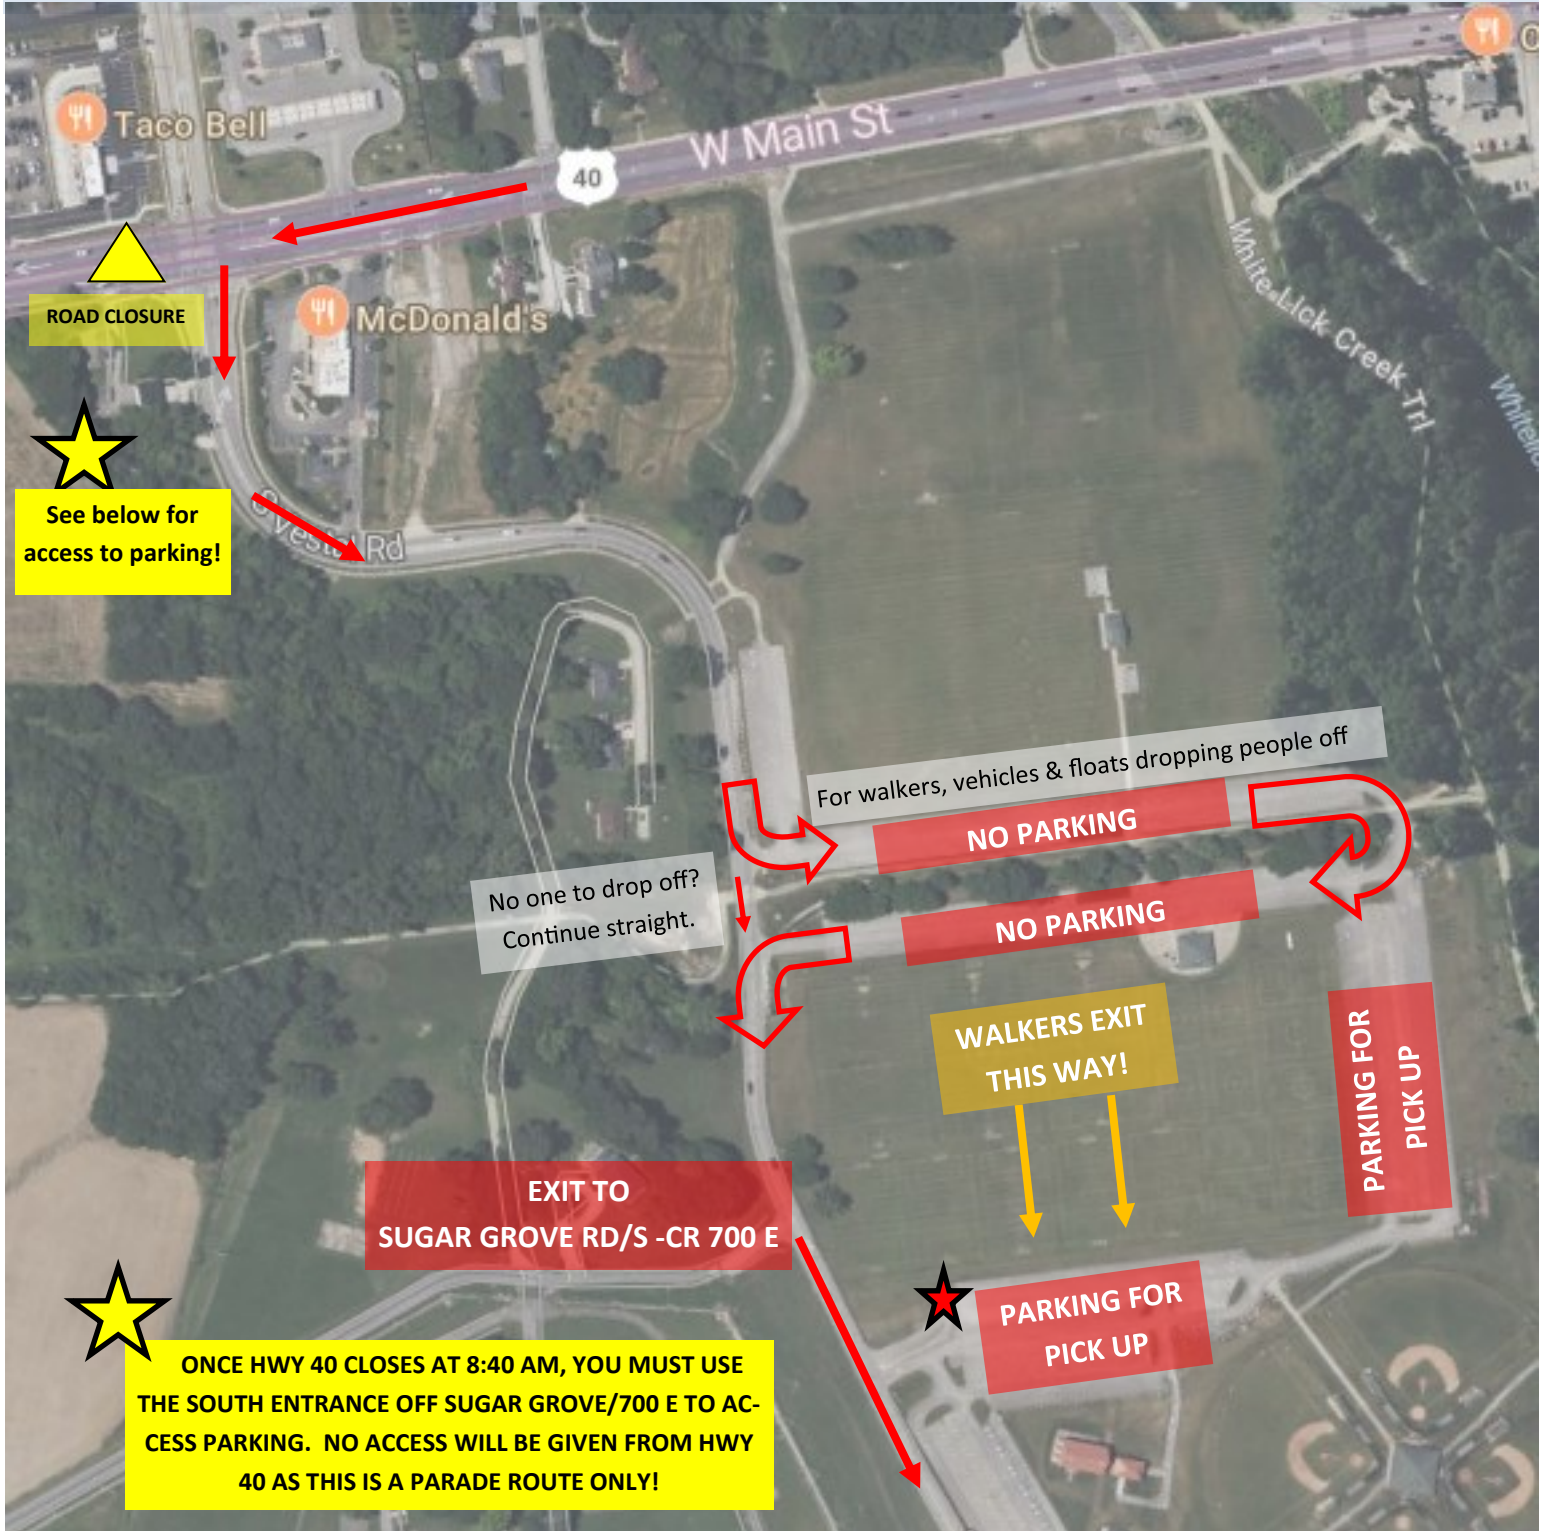 Taco Bell
W Main St
40
ROAD CLOSURE
McDonald's
White Lick Creek Trl
See below for
access to parking!
S Vestal Rd
For walkers, vehicles & floats dropping people off
NO PARKING
No one to drop off?
Continue straight.
NO PARKING
WALKERS EXIT
THIS WAY!
PARKING FOR
PICK UP
EXIT TO
SUGAR GROVE RD/S -CR 700 E
PARKING FOR
PICK UP
ONCE HWY 40 CLOSES AT 8:40 AM, YOU MUST USE
THE SOUTH ENTRANCE OFF SUGAR GROVE/700 E TO AC-
CESS PARKING.  NO ACCESS WILL BE GIVEN FROM HWY
40 AS THIS IS A PARADE ROUTE ONLY!